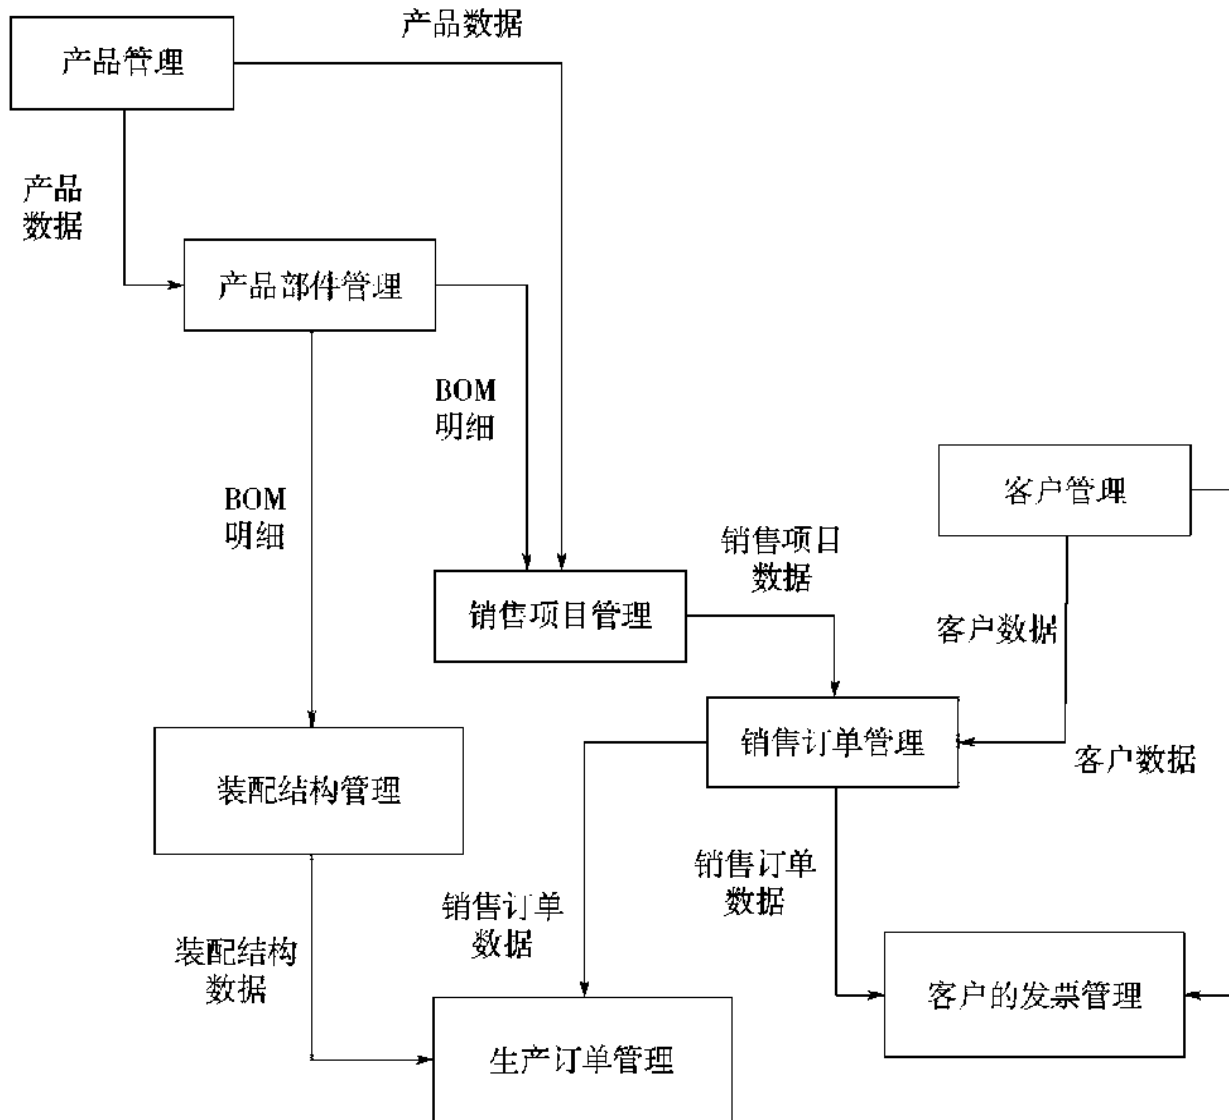 产品数据
产品管理
产品
数据
产品部件管理
BOM
明细
BOM
明细
客户管理
销售项目
数据
销售项目管理
客户数据
销售订单管理
客户数据
装配结构管理
销售订单
数据
销售订单
数据
装配结构
数据
客户的发票管理
生产订单管理